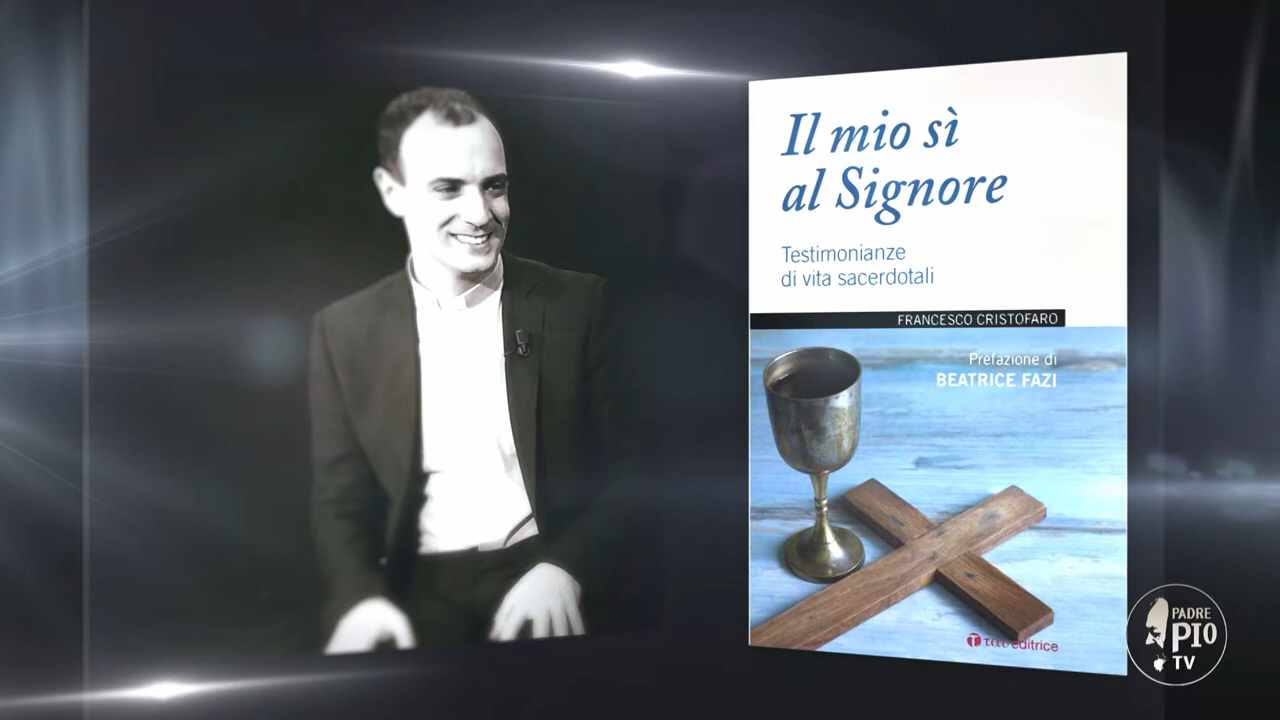 Il mio sì
al Signore
Testimonianze
di vita sacerdotali
FRANCESCO CRISTOFARO
Prefazione di
BEATRICE FAZI
ταυ editrice
PADRE
PIO
TV